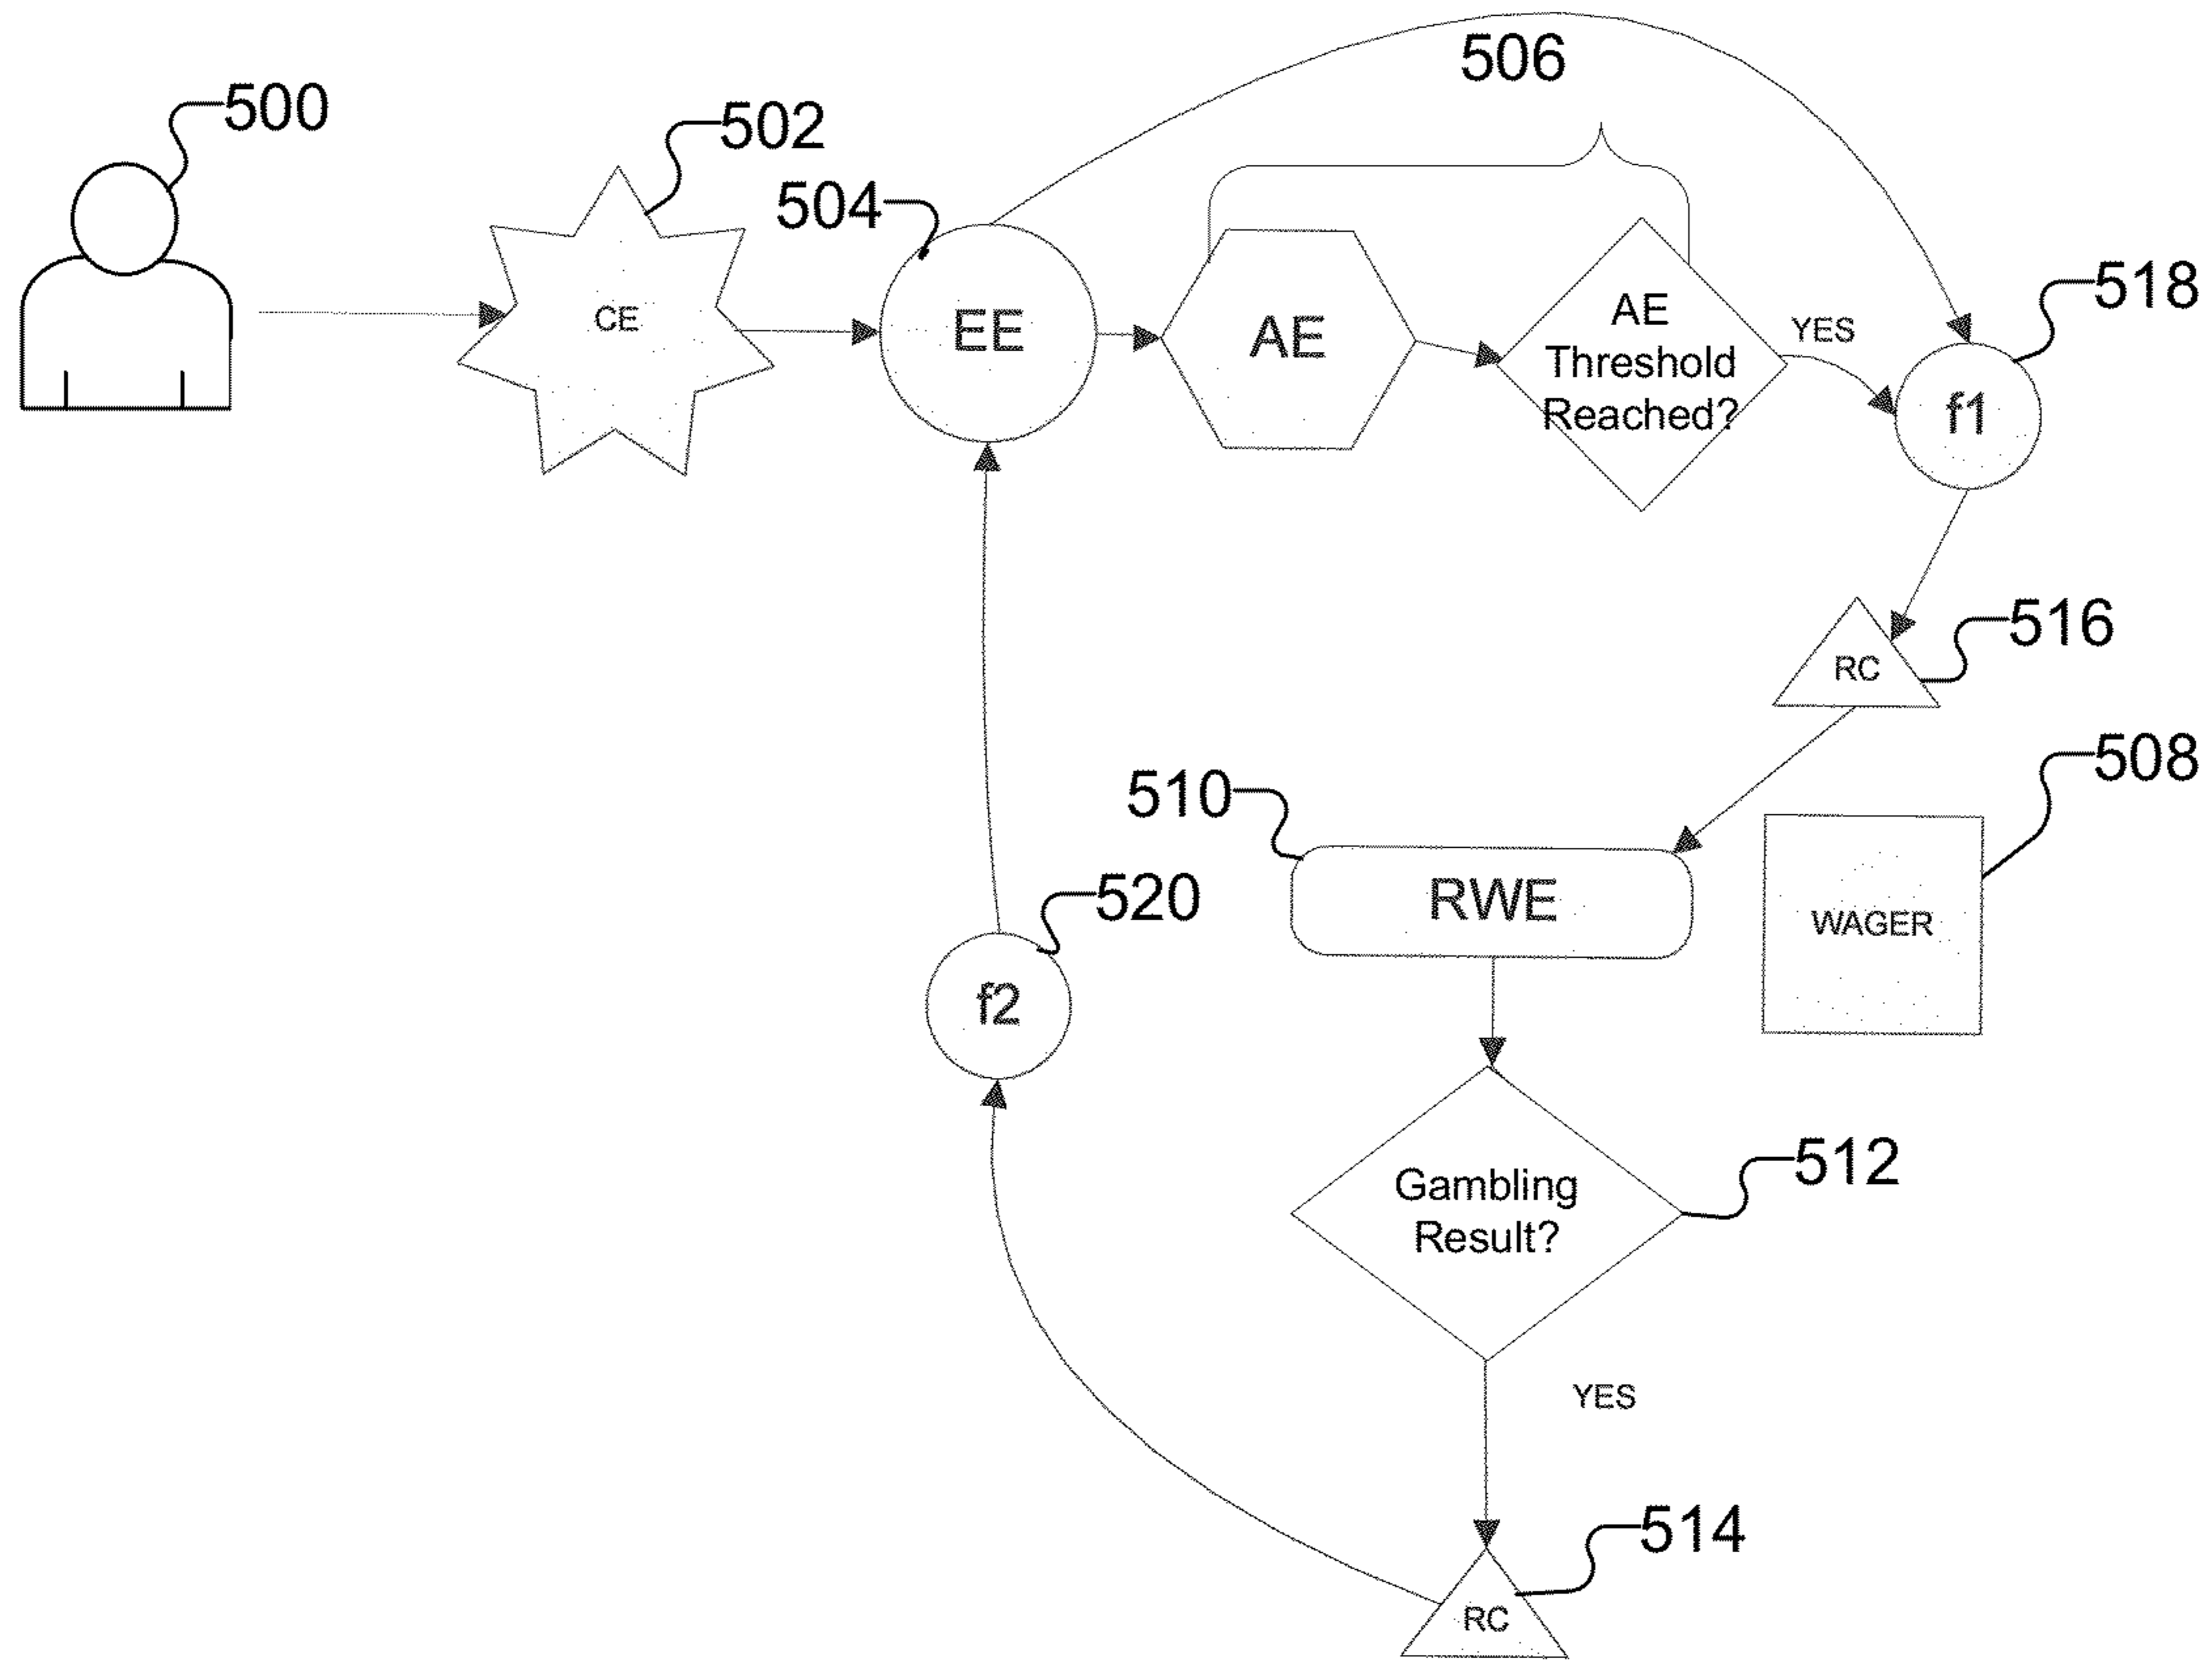 506
500
502
504
518
CE
EE
AE
AE
Threshold
Reached?
YES
f1
516
RC
508
510
RWE
WAGER
520
f2
512
Gambling
Result?
YES
514
RC